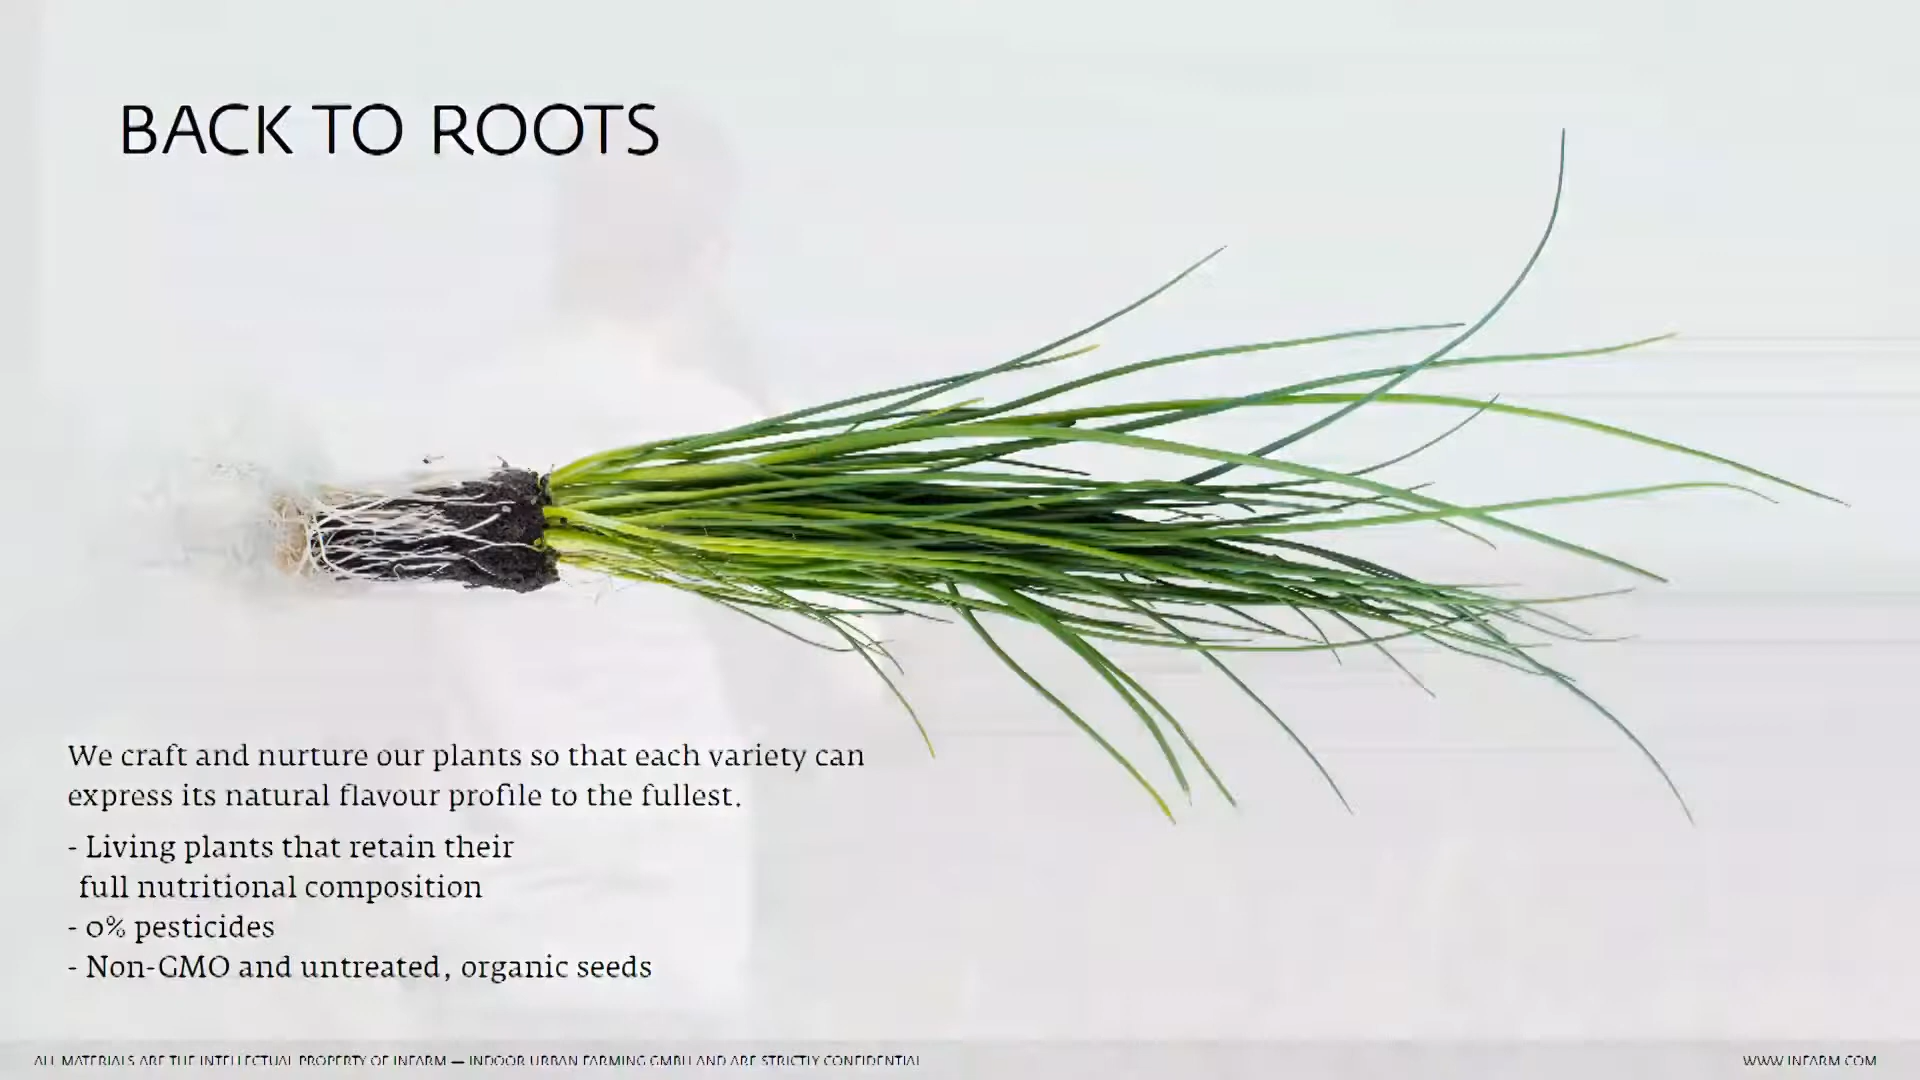 BACK TO ROOTS
We craft and nurture our plants so that each variety can
express its natural flavour profile to the fullest.
- Living plants that retain their
full nutritional composition
- 0% pesticides
- Non-GMO and untreated, organic seeds
ALL MATERIALS ARE THE INTELLECTUAL PROPERTY OF INFARM — INDOOR URBAN FARMING GMBH AND ARE STRICTLY CONFIDENTIAL
WWW.INFARM.COM